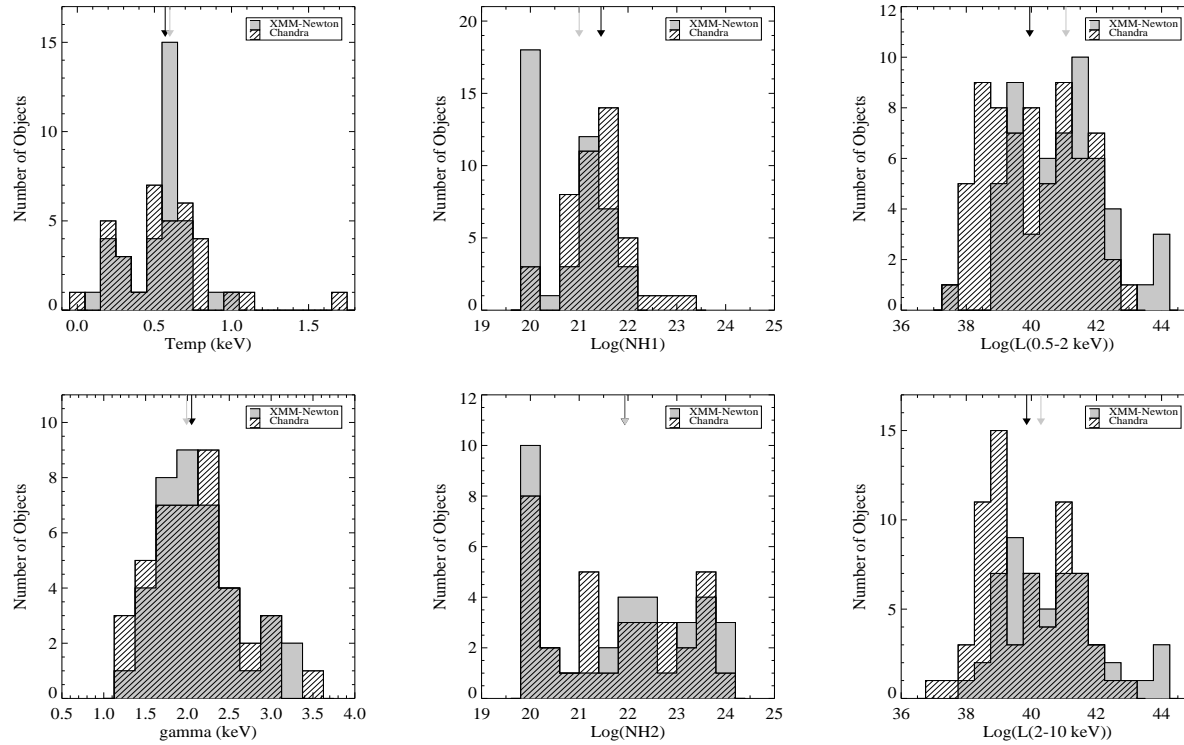 XMM-Newton
Chandra
15
10
5
0
Number of Objects
0.0 0.5 1.0 1.5
Temp (keV)
XMM-Newton
Chandra
20
15
10
5
0
Number of Objects
19 20 21 22 23 24 25
Log(NH1)
XMM-Newton
Chandra
12
10
8
6
4
2
0
Number of Objects
36 38 40 42 44
Log(L(0.5-2 keV))
XMM-Newton
Chandra
10
8
6
4
2
0
Number of Objects
0.5 1.0 1.5 2.0 2.5 3.0 3.5 4.0
gamma (keV)
XMM-Newton
Chandra
12
10
8
6
4
2
0
Number of Objects
19 20 21 22 23 24 25
Log(NH2)
XMM-Newton
Chandra
15
10
5
0
Number of Objects
36 38 40 42 44
Log(L(2-10 keV))